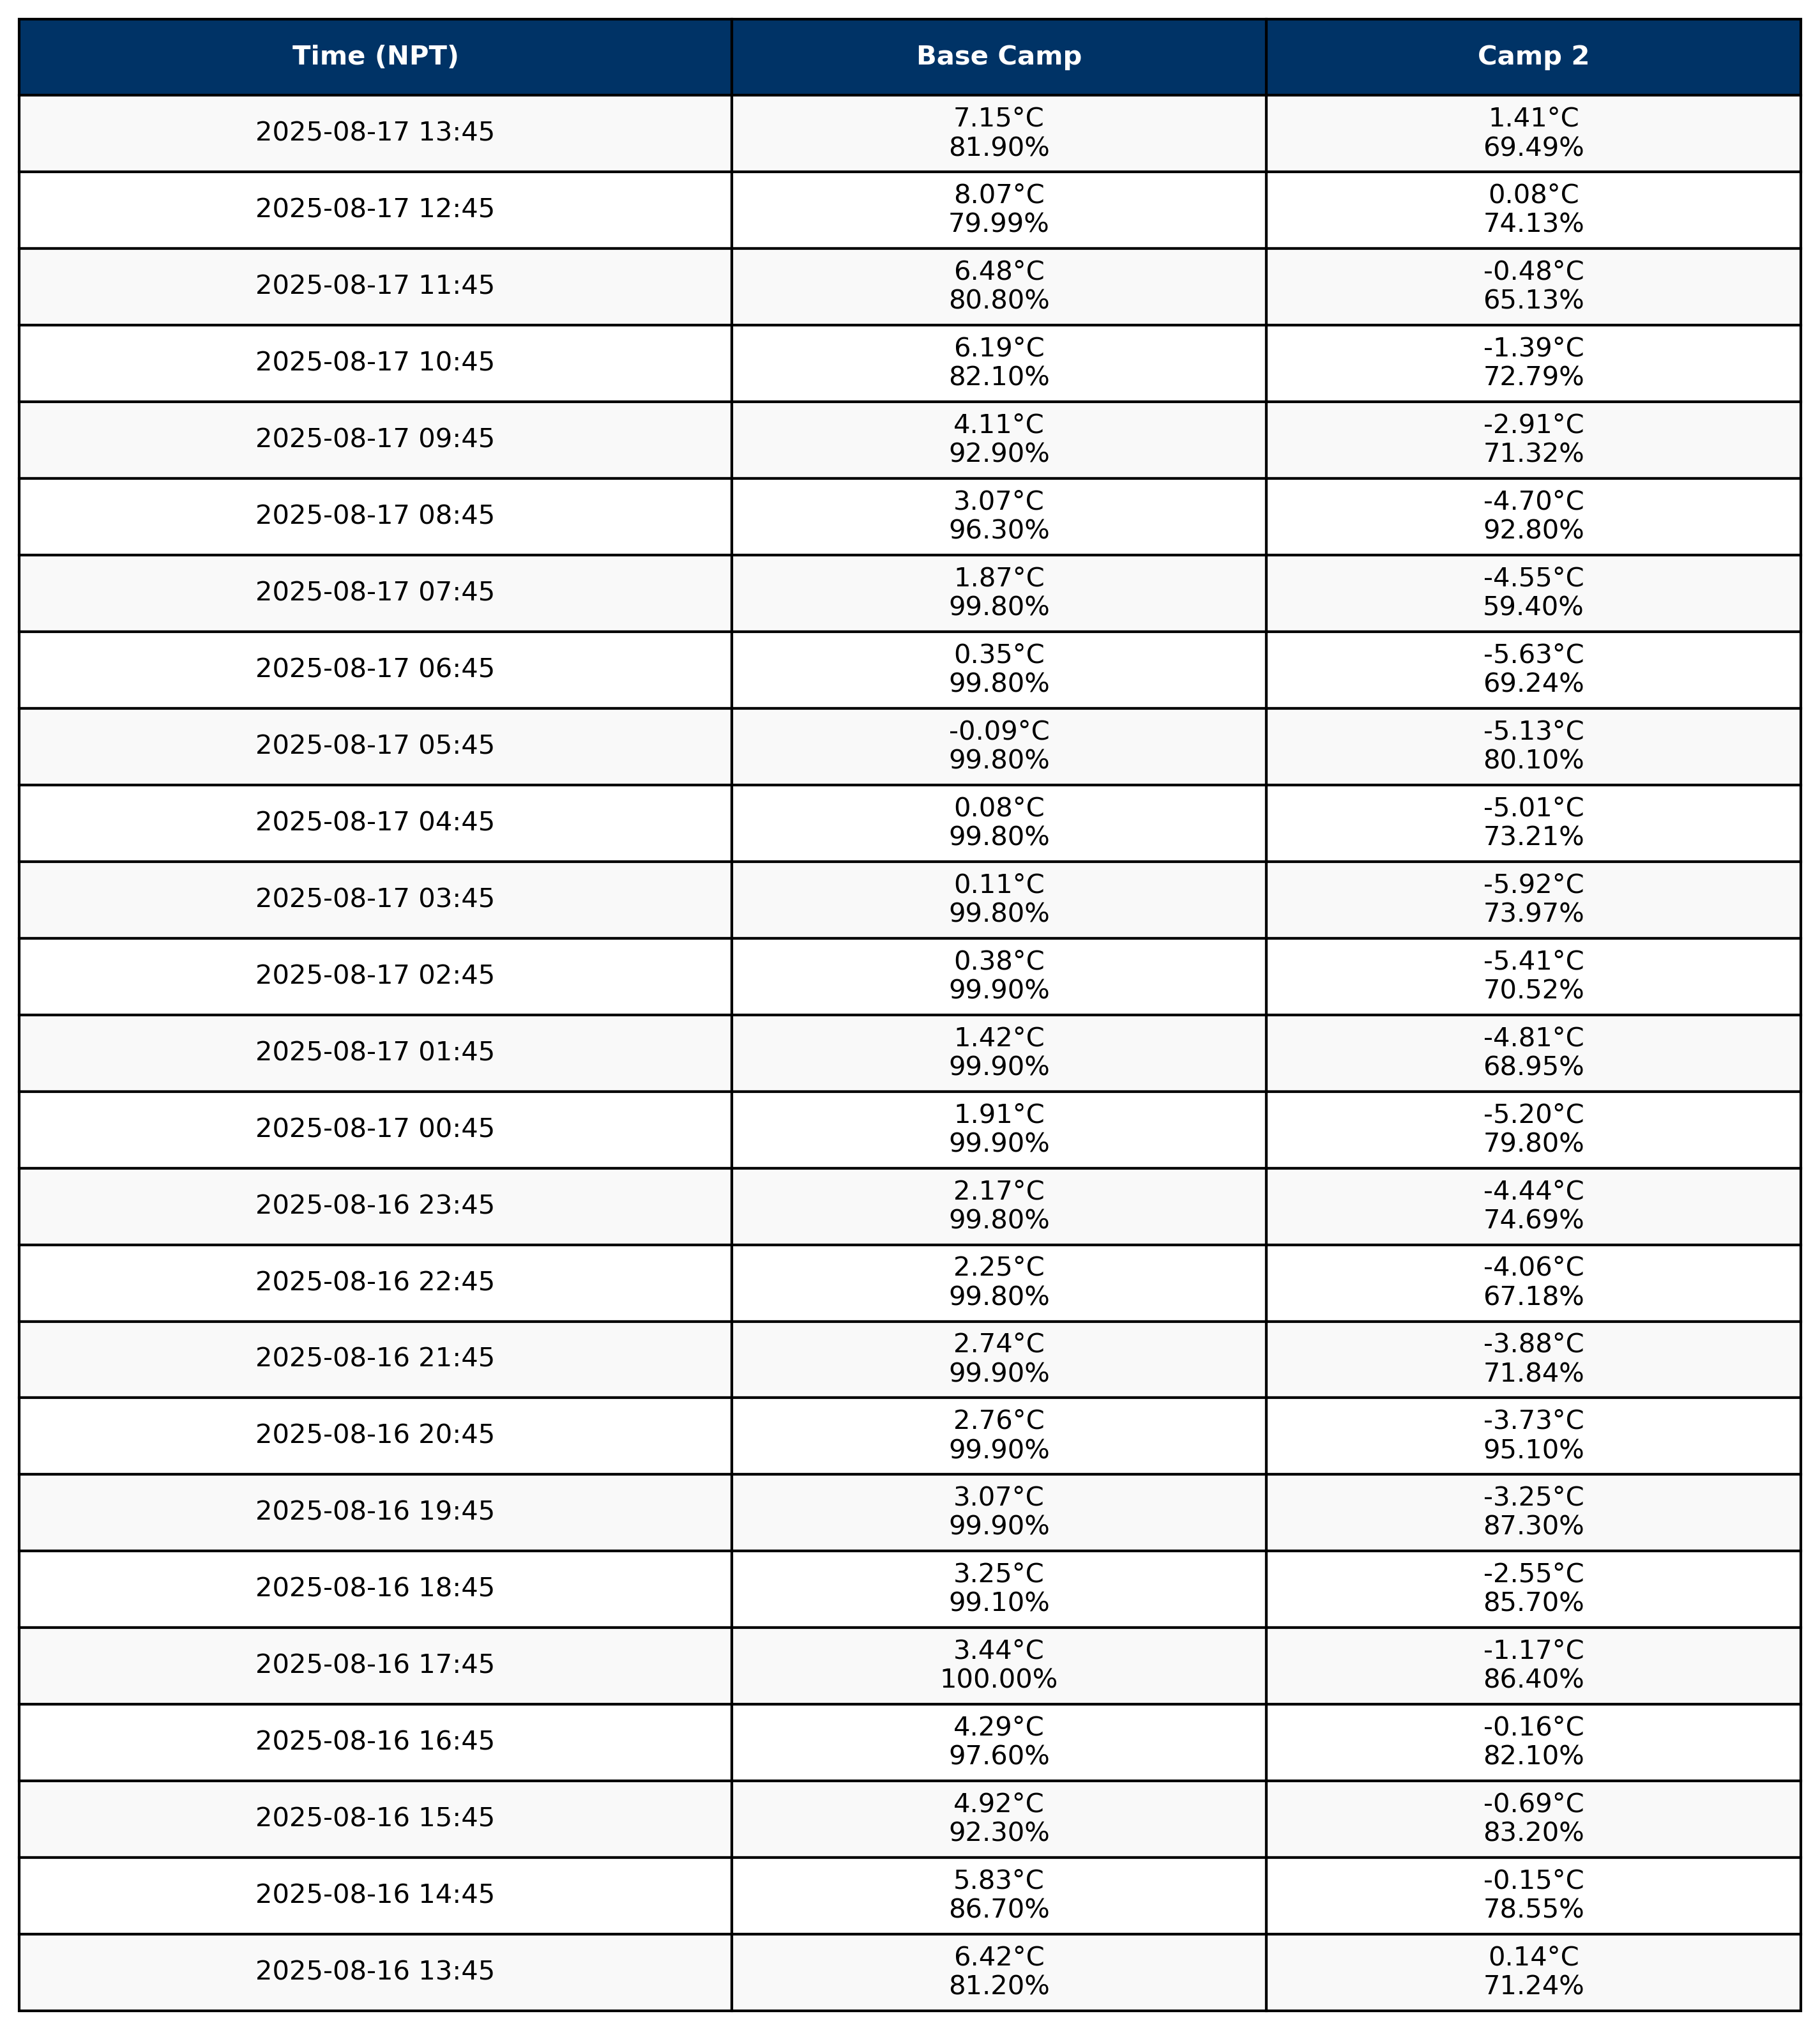 Time (NPT) Base Camp Camp 2
2025-08-17 13:45 7.15°C 1.41°C
81.90% 69.49%
2025-08-17 12:45 8.07°C 0.08°C
79.99% 74.13%
2025-08-17 11:45 6.48°C -0.48°C
80.80% 65.13%
2025-08-17 10:45 6.19°C -1.39°C
82.10% 72.79%
2025-08-17 09:45 4.11°C -2.91°C
92.90% 71.32%
2025-08-17 08:45 3.07°C -4.70°C
96.30% 92.80%
2025-08-17 07:45 1.87°C -4.55°C
99.80% 59.40%
2025-08-17 06:45 0.35°C -5.63°C
99.80% 69.24%
2025-08-17 05:45 -0.09°C -5.13°C
99.80% 80.10%
2025-08-17 04:45 0.08°C -5.01°C
99.80% 73.21%
2025-08-17 03:45 0.11°C -5.92°C
99.80% 73.97%
2025-08-17 02:45 0.38°C -5.41°C
99.90% 70.52%
2025-08-17 01:45 1.42°C -4.81°C
99.90% 68.95%
2025-08-17 00:45 1.91°C -5.20°C
99.90% 79.80%
2025-08-16 23:45 2.17°C -4.44°C
99.80% 74.69%
2025-08-16 22:45 2.25°C -4.06°C
99.80% 67.18%
2025-08-16 21:45 2.74°C -3.88°C
99.90% 71.84%
2025-08-16 20:45 2.76°C -3.73°C
99.90% 95.10%
2025-08-16 19:45 3.07°C -3.25°C
99.90% 87.30%
2025-08-16 18:45 3.25°C -2.55°C
99.10% 85.70%
2025-08-16 17:45 3.44°C -1.17°C
100.00% 86.40%
2025-08-16 16:45 4.29°C -0.16°C
97.60% 82.10%
2025-08-16 15:45 4.92°C -0.69°C
92.30% 83.20%
2025-08-16 14:45 5.83°C -0.15°C
86.70% 78.55%
2025-08-16 13:45 6.42°C 0.14°C
81.20% 71.24%